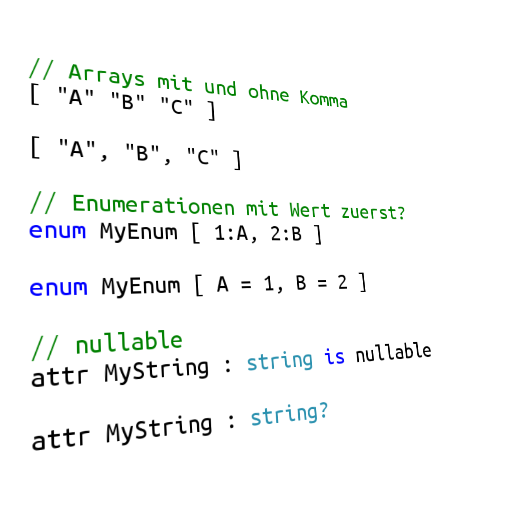 // Arrays mit und ohne Komma
[ "A" "B" "C" ]
[ "A", "B", "C" ]
// Enumerationen mit Wert zuerst?
enum MyEnum [ 1:A, 2:B ]
enum MyEnum [ A = 1, B = 2 ]
// nullable
attr MyString : string is nullable
attr MyString : string?